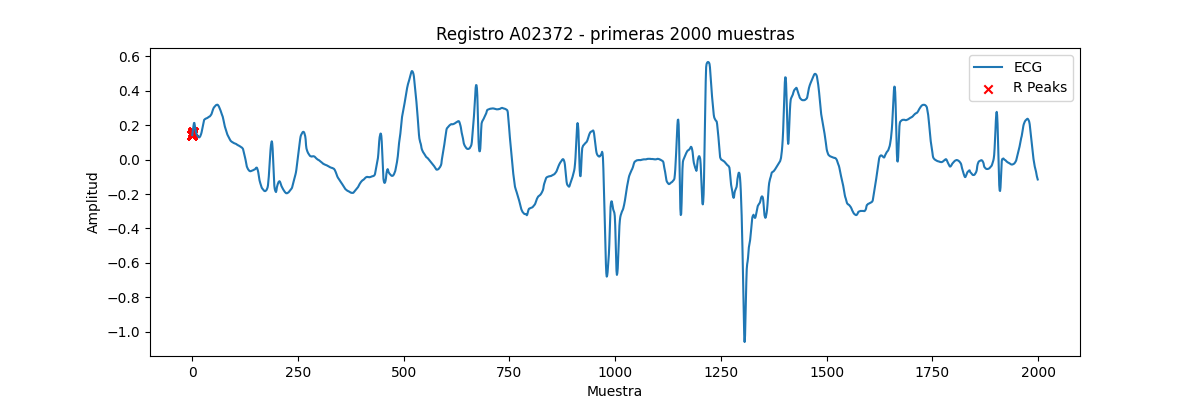 Registro A02372 - primeras 2000 muestras
ECG
R Peaks
Amplitud
0.6
0.4
0.2
0.0
−0.2
−0.4
−0.6
−0.8
−1.0
0 250 500 750 1000 1250 1500 1750 2000
Muestra